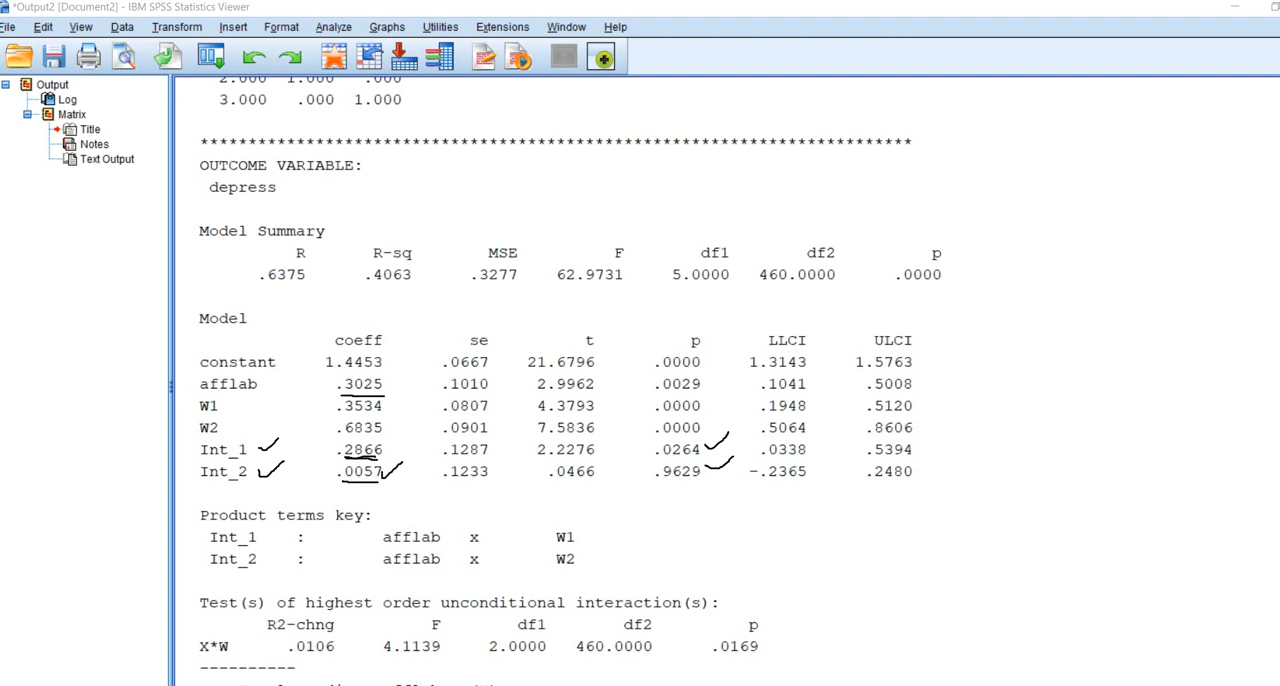 *Output2 [Document2] - IBM SPSS Statistics Viewer
File Edit View Data Transform Insert Format Analyze Graphs Utilities Extensions Window Help
Output
Log
Matrix
Title
Notes
Text Output
2.000 1.000 .000
3.000 .000 1.000
**************************************************************************
OUTCOME VARIABLE:
depress
Model Summary
R R-sq MSE F df1 df2 p
.6375 .4063 .3277 62.9731 5.0000 460.0000 .0000
Model
coeff se t p LLCI ULCI
constant 1.4453 .0667 21.6796 .0000 1.3143 1.5763
afflab .3025 .1010 2.9962 .0029 .1041 .5008
W1 .3534 .0807 4.3793 .0000 .1948 .5120
W2 .6835 .0901 7.5836 .0000 .5064 .8606
Int_1 .2866 .1287 2.2276 .0264 .0338 .5394
Int_2 .0057 .1233 .0466 .9629 -.2365 .2480
Product terms key:
Int_1 : afflab x W1
Int_2 : afflab x W2
Test(s) of highest order unconditional interaction(s):
R2-chng F df1 df2 p
X*W .0106 4.1139 2.0000 460.0000 .0169
----------